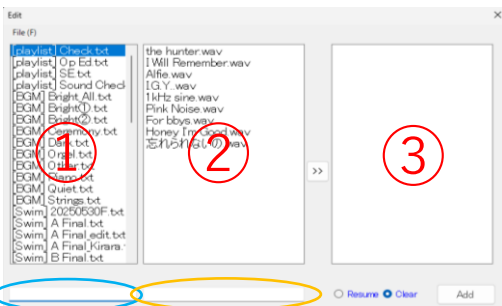 Edit
File (F)
[playlist] Check.txt
[playlist] Op Ed.txt
[playlist] SE.txt
[playlist] Sound Check
[BGM] Bright All.txt
[BGM] Bright①.txt
[BGM] Bright②.txt
[BGM] Ceremony.txt
[BGM] Dark.txt
[BGM] Orgel.txt
[BGM] Other.txt
[BGM] Piano.txt
[BGM] Quiet.txt
[BGM] Strings.txt
[Swim] 20250530F.txt
[Swim] A Final.txt
[Swim] A Final_edit.txt
[Swim] A Final_Kirara.
[Swim] B Final.txt
①
the hunter.wav
I Will Remember.wav
Alfie.wav
I.G.Y..wav
1kHz sine.wav
Pink Noise.wav
For bbys.wav
Honey I'm Good.wav
忘れられないの.wav
②
>>
③
Resume Clear
Add